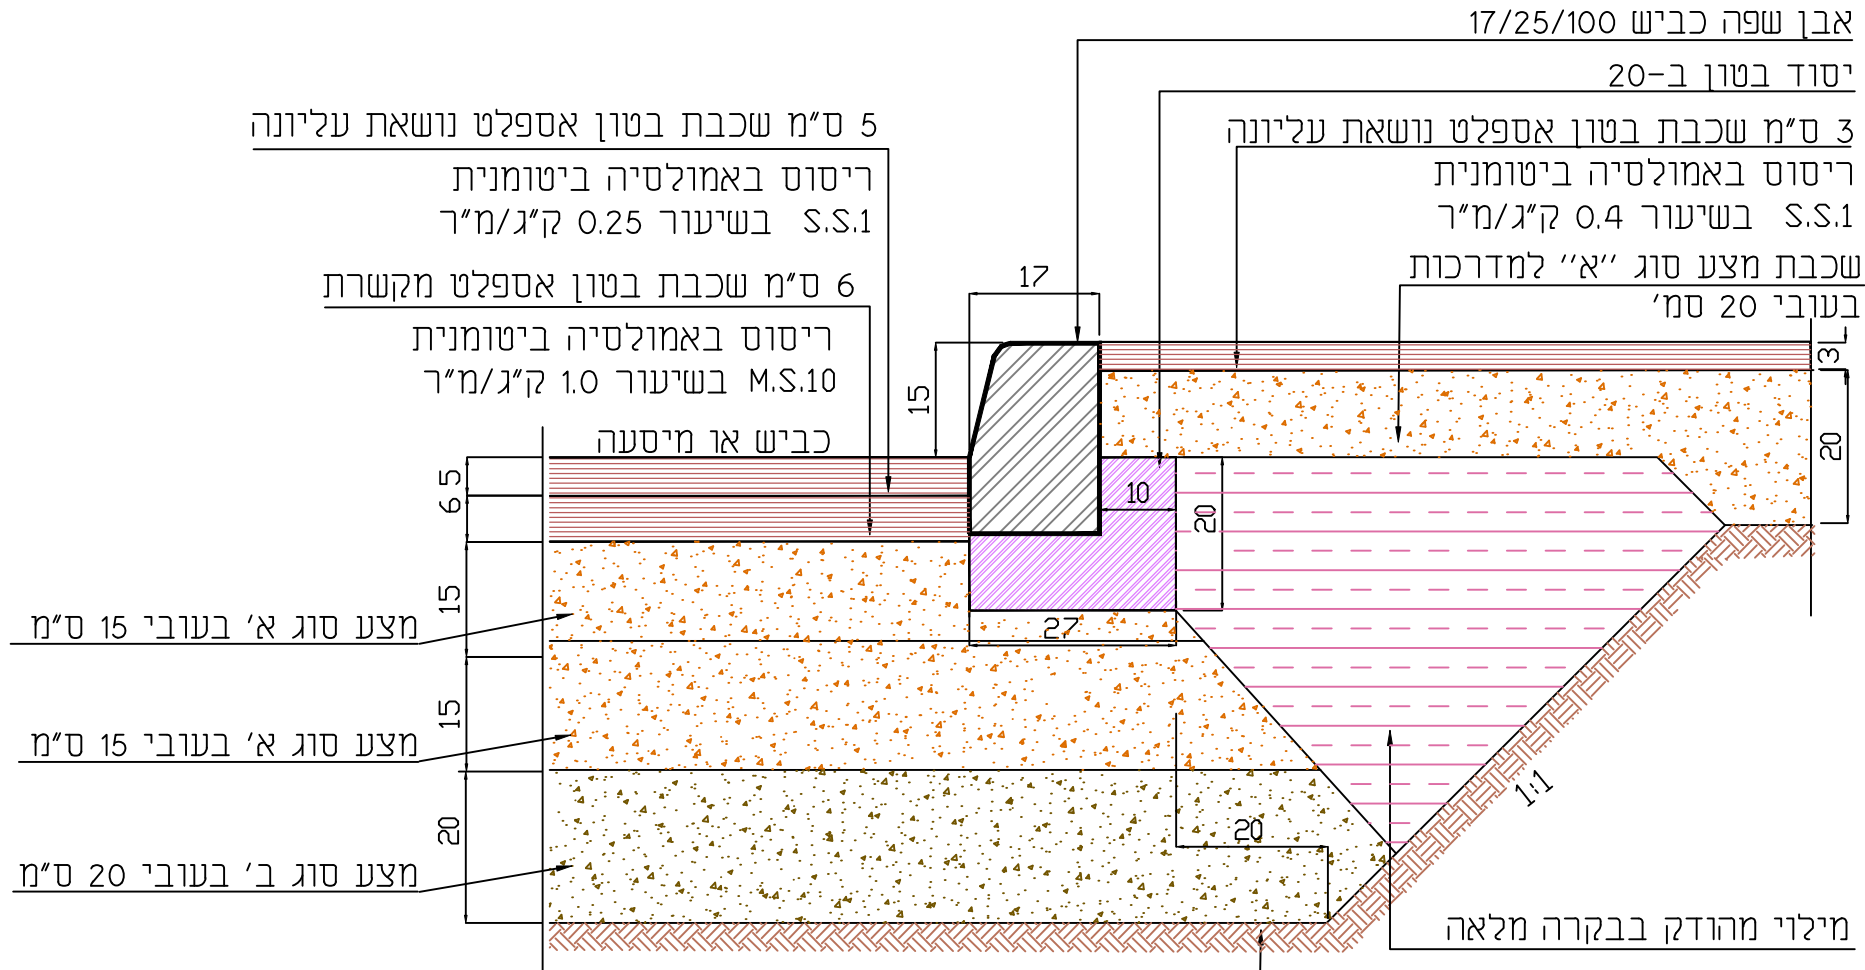 אבן שפה כביש 17/25/100
יסוד בטון ב-20
3 ס"מ שכבת בטון אספלט נושאת עליונה
ריסוס באמולסיה ביטומנית
S.S.1 בשיעור 0.4 ק"ג/מ"ר
שכבת מצע סוג ''א'' למדרכות
בעובי 20 סמ'
5 ס"מ שכבת בטון אספלט נושאת עליונה
ריסוס באמולסיה ביטומנית
S.S.1 בשיעור 0.25 ק"ג/מ"ר
6 ס"מ שכבת בטון אספלט מקשרת
ריסוס באמולסיה ביטומנית
M.S.10 בשיעור 1.0 ק"ג/מ"ר
כביש או מיסעה
17
15
3
20
10
20
27
20
1:1
5
6
15
15
20
מצע סוג א' בעובי 15 ס"מ
מצע סוג א' בעובי 15 ס"מ
מצע סוג ב' בעובי 20 ס"מ
מילוי מהודק בבקרה מלאה